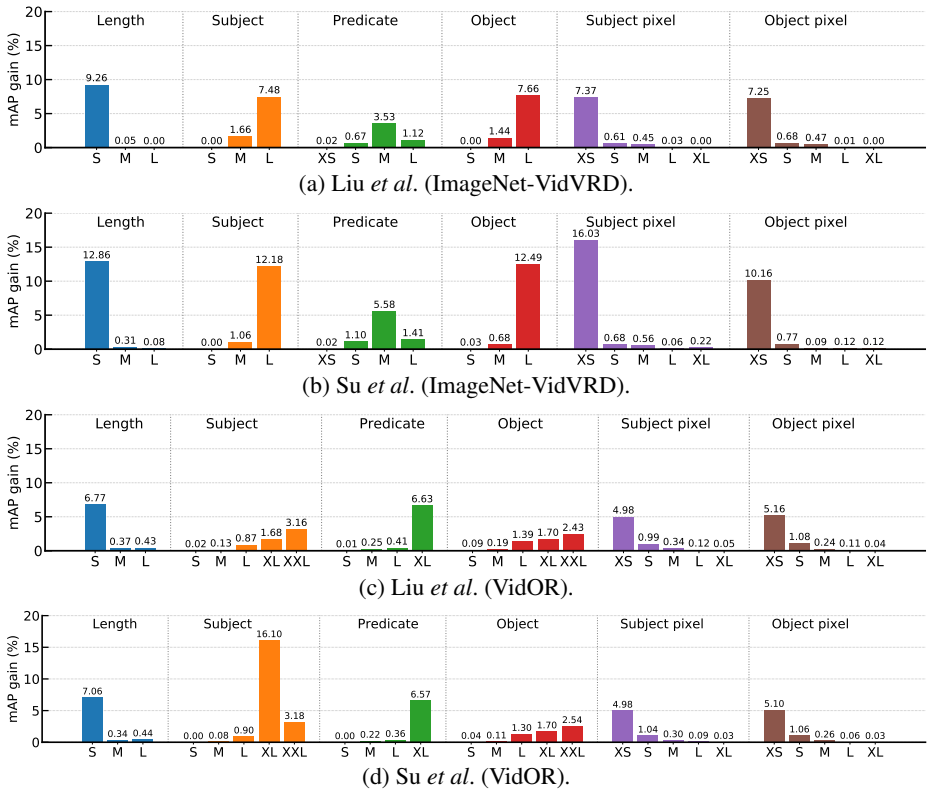 Length Subject Predicate Object Subject pixel Object pixel
mAP gain (%)
20
15
10
5
0
9.26 0.05 0.00 0.00 1.66 7.48 0.02 0.67 3.53 1.12 0.00 1.44 7.66 7.37 0.61 0.45 0.03 0.00 7.25 0.68 0.47 0.01 0.00
S M L S M L XS S M L S M L XS S M L XL XS S M L XL
(a) Liu et al. (ImageNet-VidVRD).
Length Subject Predicate Object Subject pixel Object pixel
mAP gain (%)
20
15
10
5
0
12.86 0.31 0.08 0.00 1.06 12.18 0.02 1.10 5.58 1.41 0.03 0.68 12.49 16.03 0.68 0.56 0.06 0.22 10.16 0.77 0.09 0.12 0.12
S M L S M L XS S M L S M L XS S M L XL XS S M L XL
(b) Su et al. (ImageNet-VidVRD).
Length Subject Predicate Object Subject pixel Object pixel
mAP gain (%)
20
15
10
5
0
6.77 0.37 0.43 0.02 0.13 0.87 1.68 3.16 0.01 0.25 0.41 6.63 0.09 0.19 1.39 1.70 2.43 4.98 0.99 0.34 0.12 0.05 5.16 1.08 0.24 0.11 0.04
S M L S M L XL XXL S M L XL S M L XL XXL XS S M L XL XS S M L XL
(c) Liu et al. (VidOR).
Length Subject Predicate Object Subject pixel Object pixel
mAP gain (%)
20
15
10
5
0
7.06 0.34 0.44 0.00 0.08 0.90 16.10 3.18 0.00 0.22 0.36 6.57 0.04 0.11 1.30 1.70 2.54 4.98 1.04 0.30 0.09 0.03 5.10 1.06 0.26 0.06 0.03
S M L S M L XL XXL S M L XL S M L XL XXL XS S M L XL XS S M L XL
(d) Su et al. (VidOR).